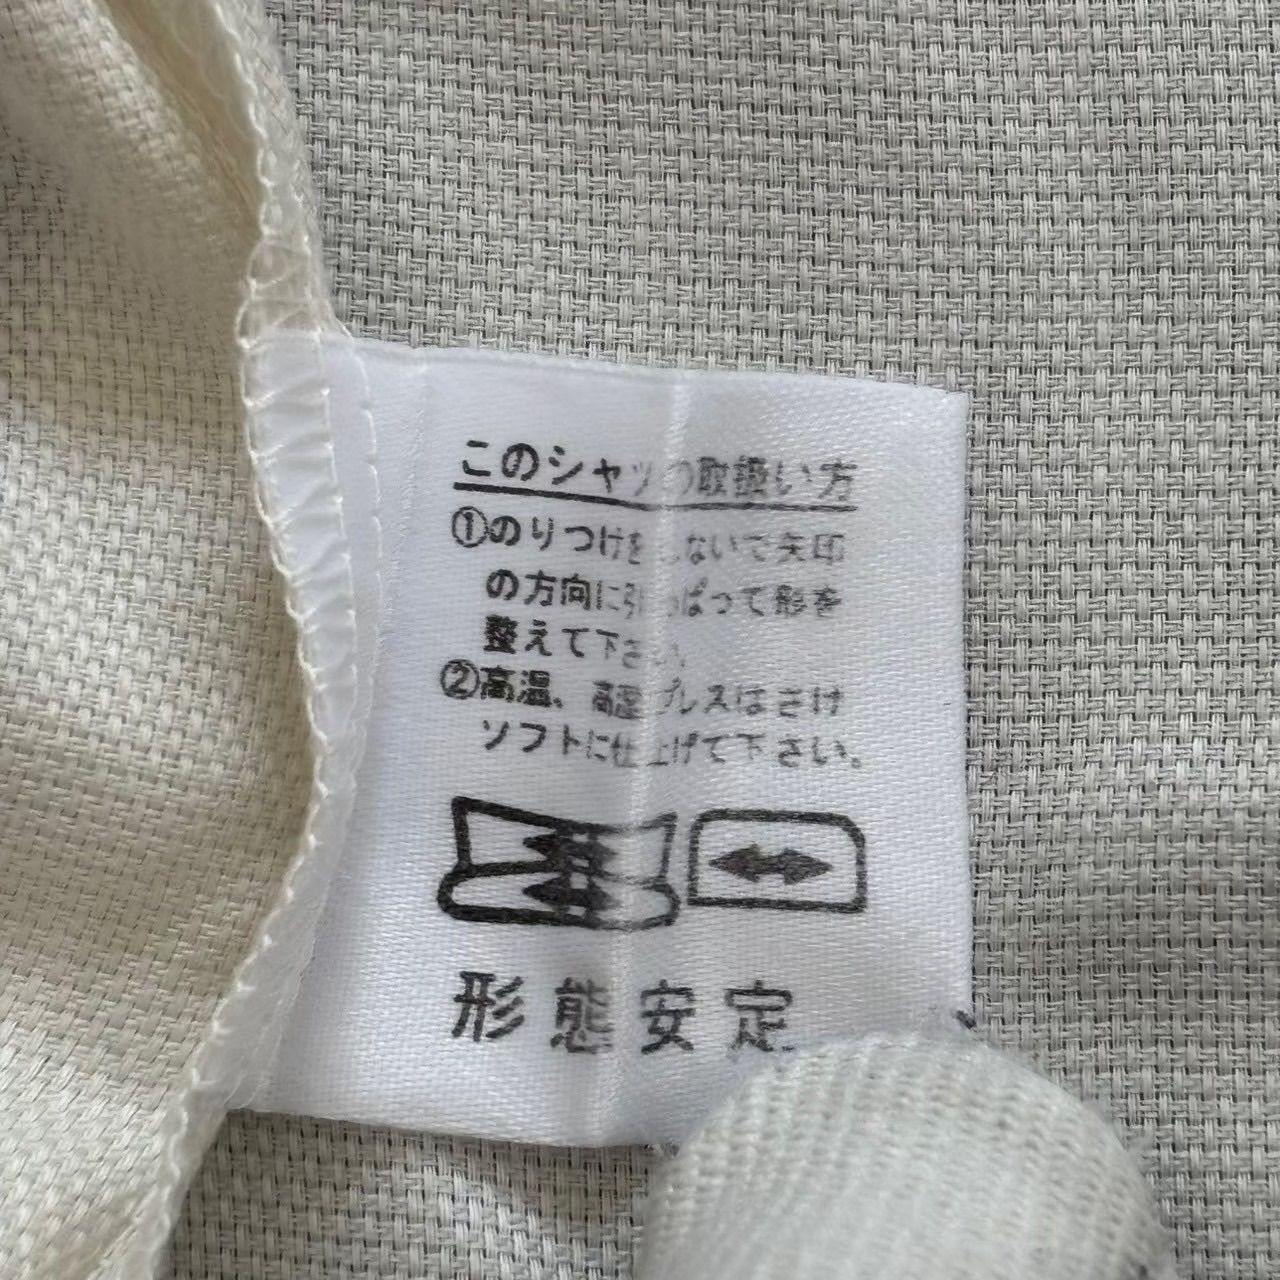 このシャツの取扱い方
①のりつけをしないで矢印
の方向に引っぱって形を
整えて下さい。
②高温、高湿プレスはさけ
ソフトに仕上げて下さい。
形態安定